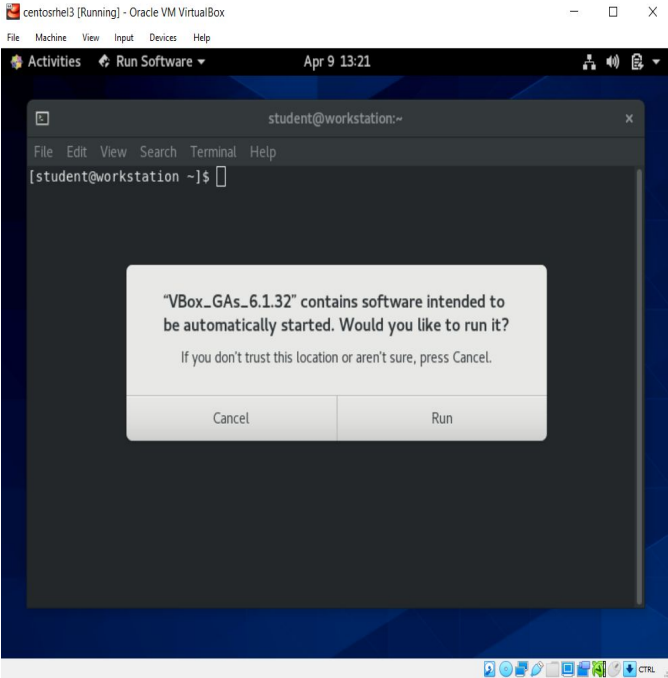 centosrhel3 [Running] - Oracle VM VirtualBox
File Machine View Input Devices Help
Activities Run Software Apr 9 13:21
student@workstation:~
File Edit View Search Terminal Help
[student@workstation ~]$
“VBox_GAs_6.1.32” contains software intended to
be automatically started. Would you like to run it?
If you don't trust this location or aren't sure, press Cancel.
Cancel Run
CTRL